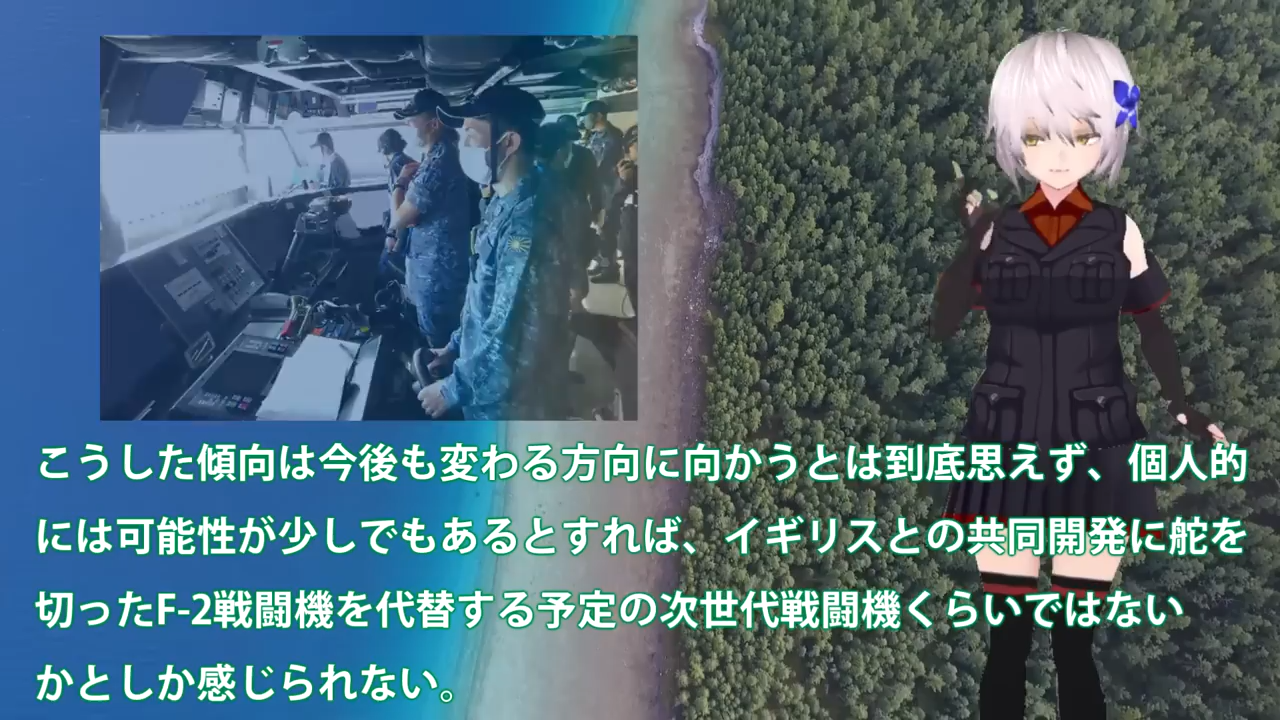 こうした傾向は今後も変わる方向に向かうとは到底思えず、個人的
には可能性が少しでもあるとすれば、イギリスとの共同開発に舵を
切ったF-2戦闘機を代替する予定の次世代戦闘機くらいではない
かとしか感じられない。